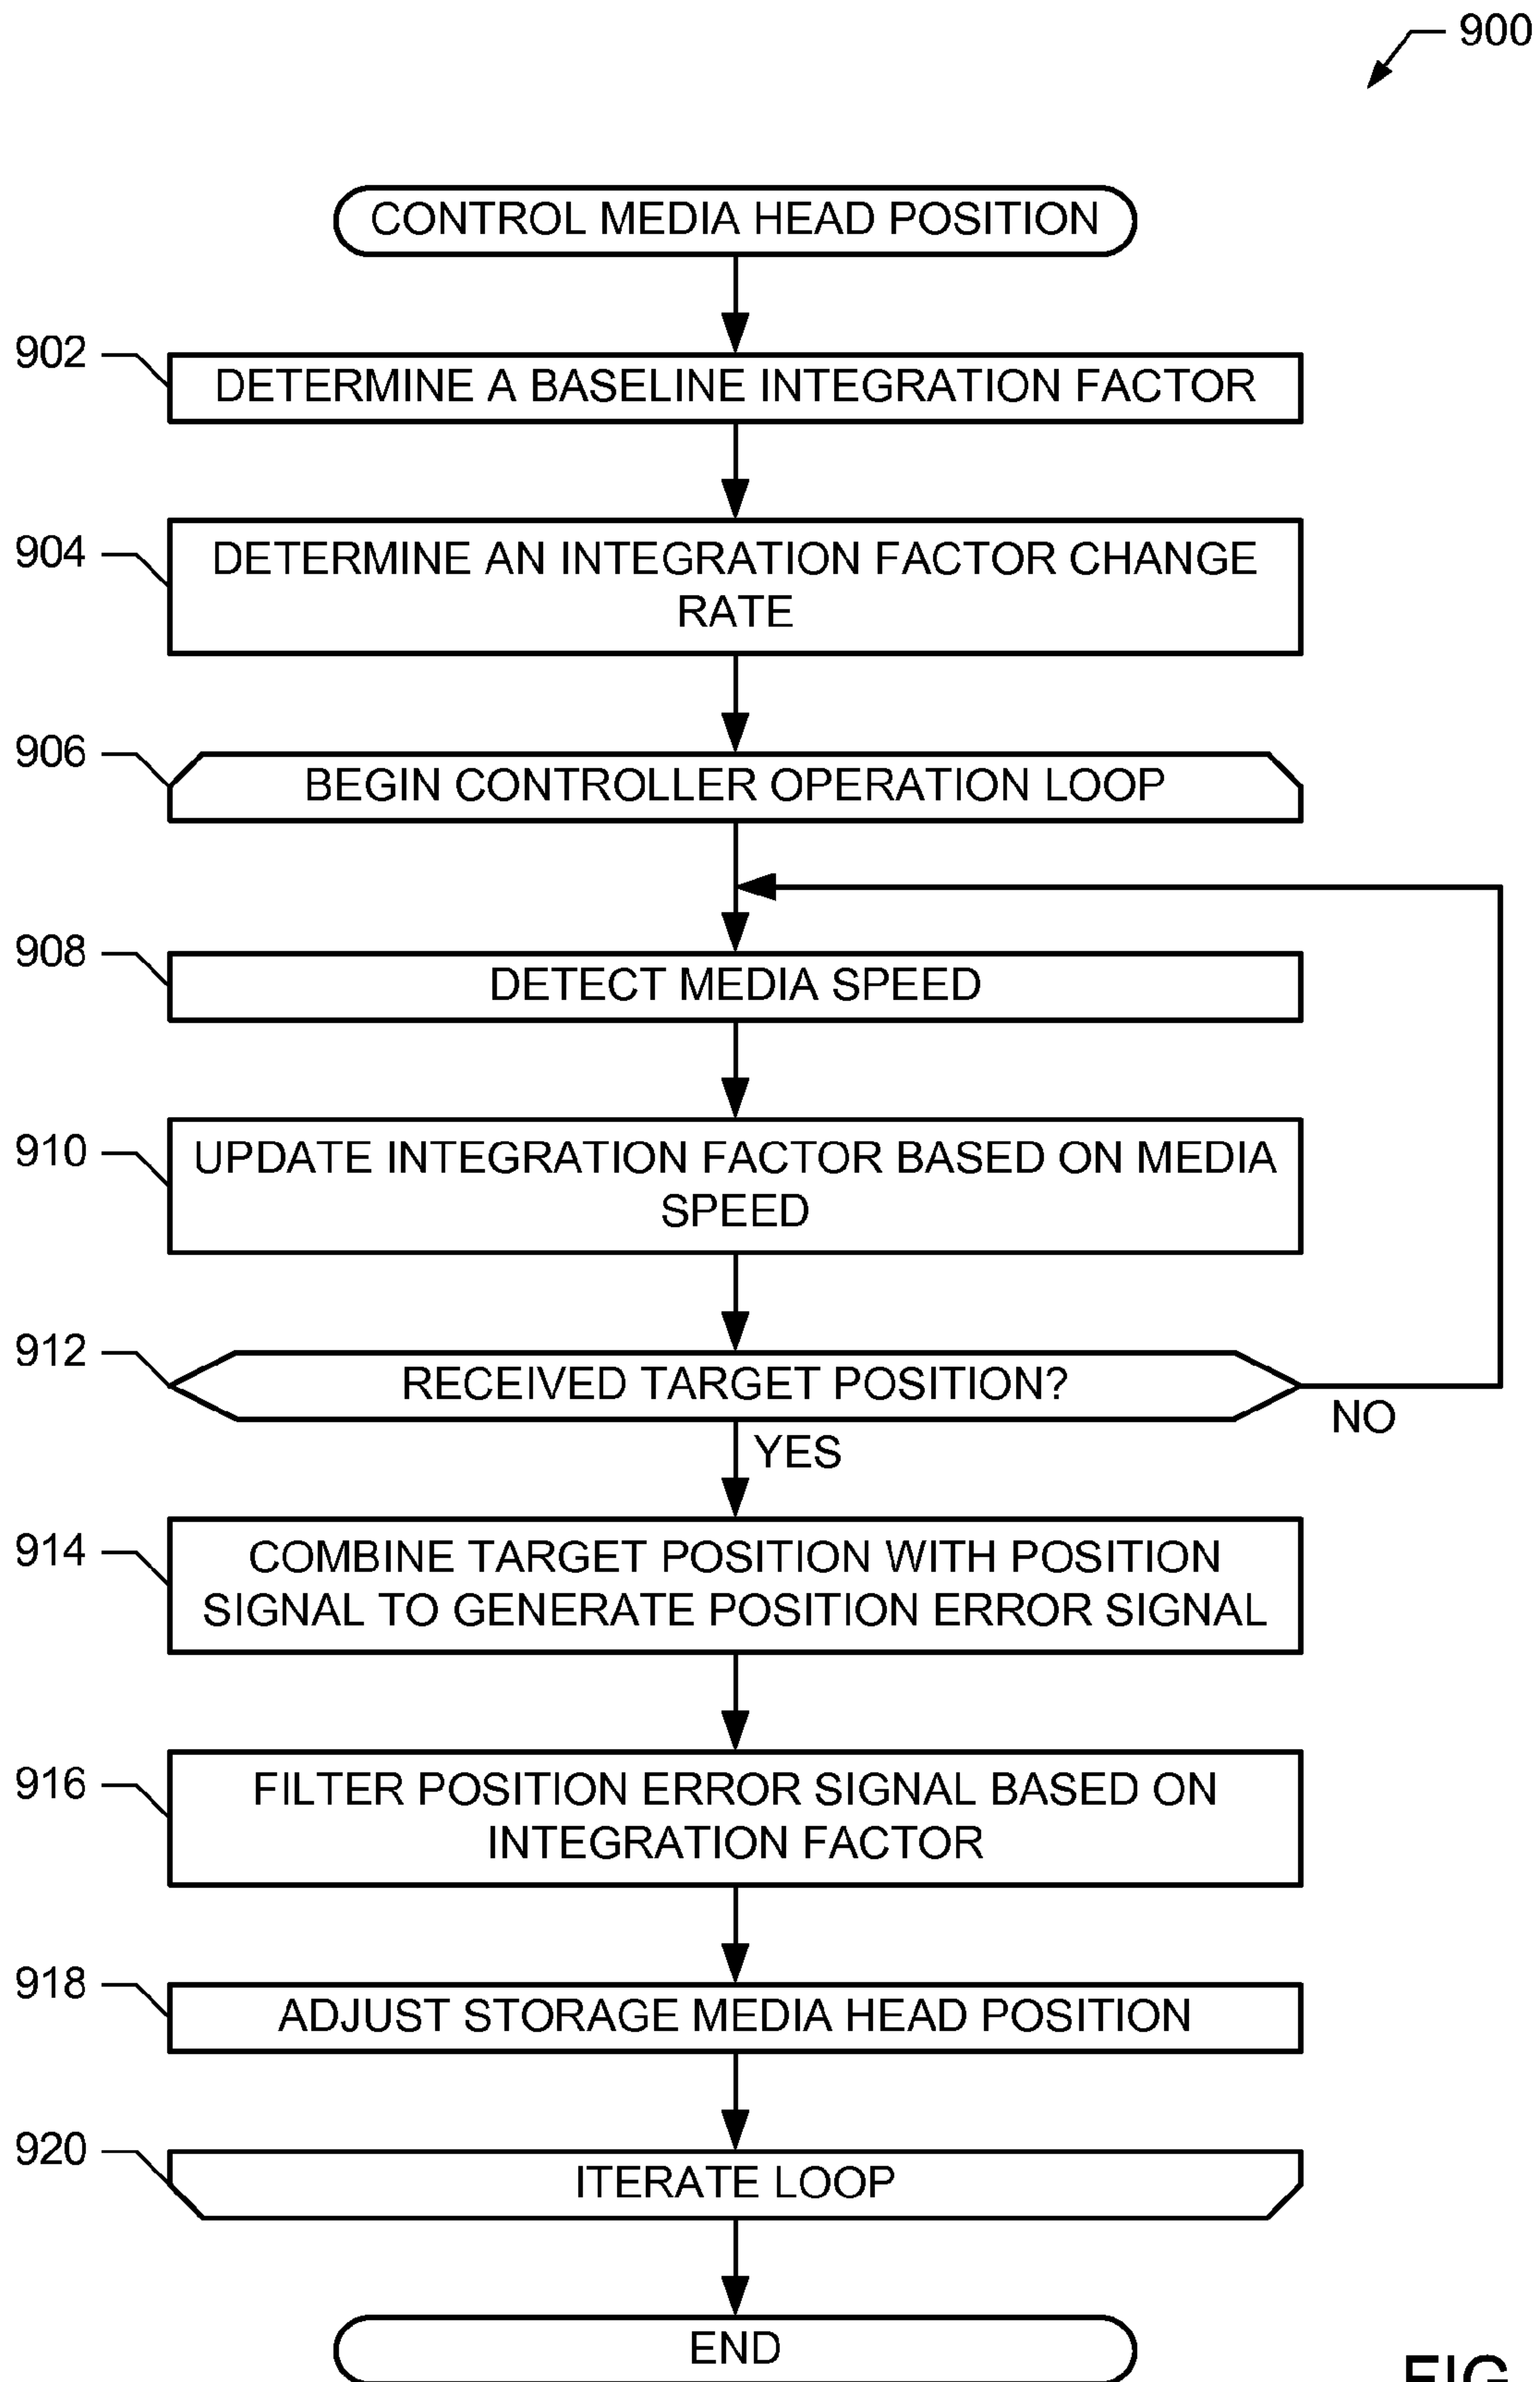 900
CONTROL MEDIA HEAD POSITION
902
DETERMINE A BASELINE INTEGRATION FACTOR
904
DETERMINE AN INTEGRATION FACTOR CHANGE
RATE
906
BEGIN CONTROLLER OPERATION LOOP
908
DETECT MEDIA SPEED
910
UPDATE INTEGRATION FACTOR BASED ON MEDIA
SPEED
912
RECEIVED TARGET POSITION?
NO
YES
914
COMBINE TARGET POSITION WITH POSITION
SIGNAL TO GENERATE POSITION ERROR SIGNAL
916
FILTER POSITION ERROR SIGNAL BASED ON
INTEGRATION FACTOR
918
ADJUST STORAGE MEDIA HEAD POSITION
920
ITERATE LOOP
END